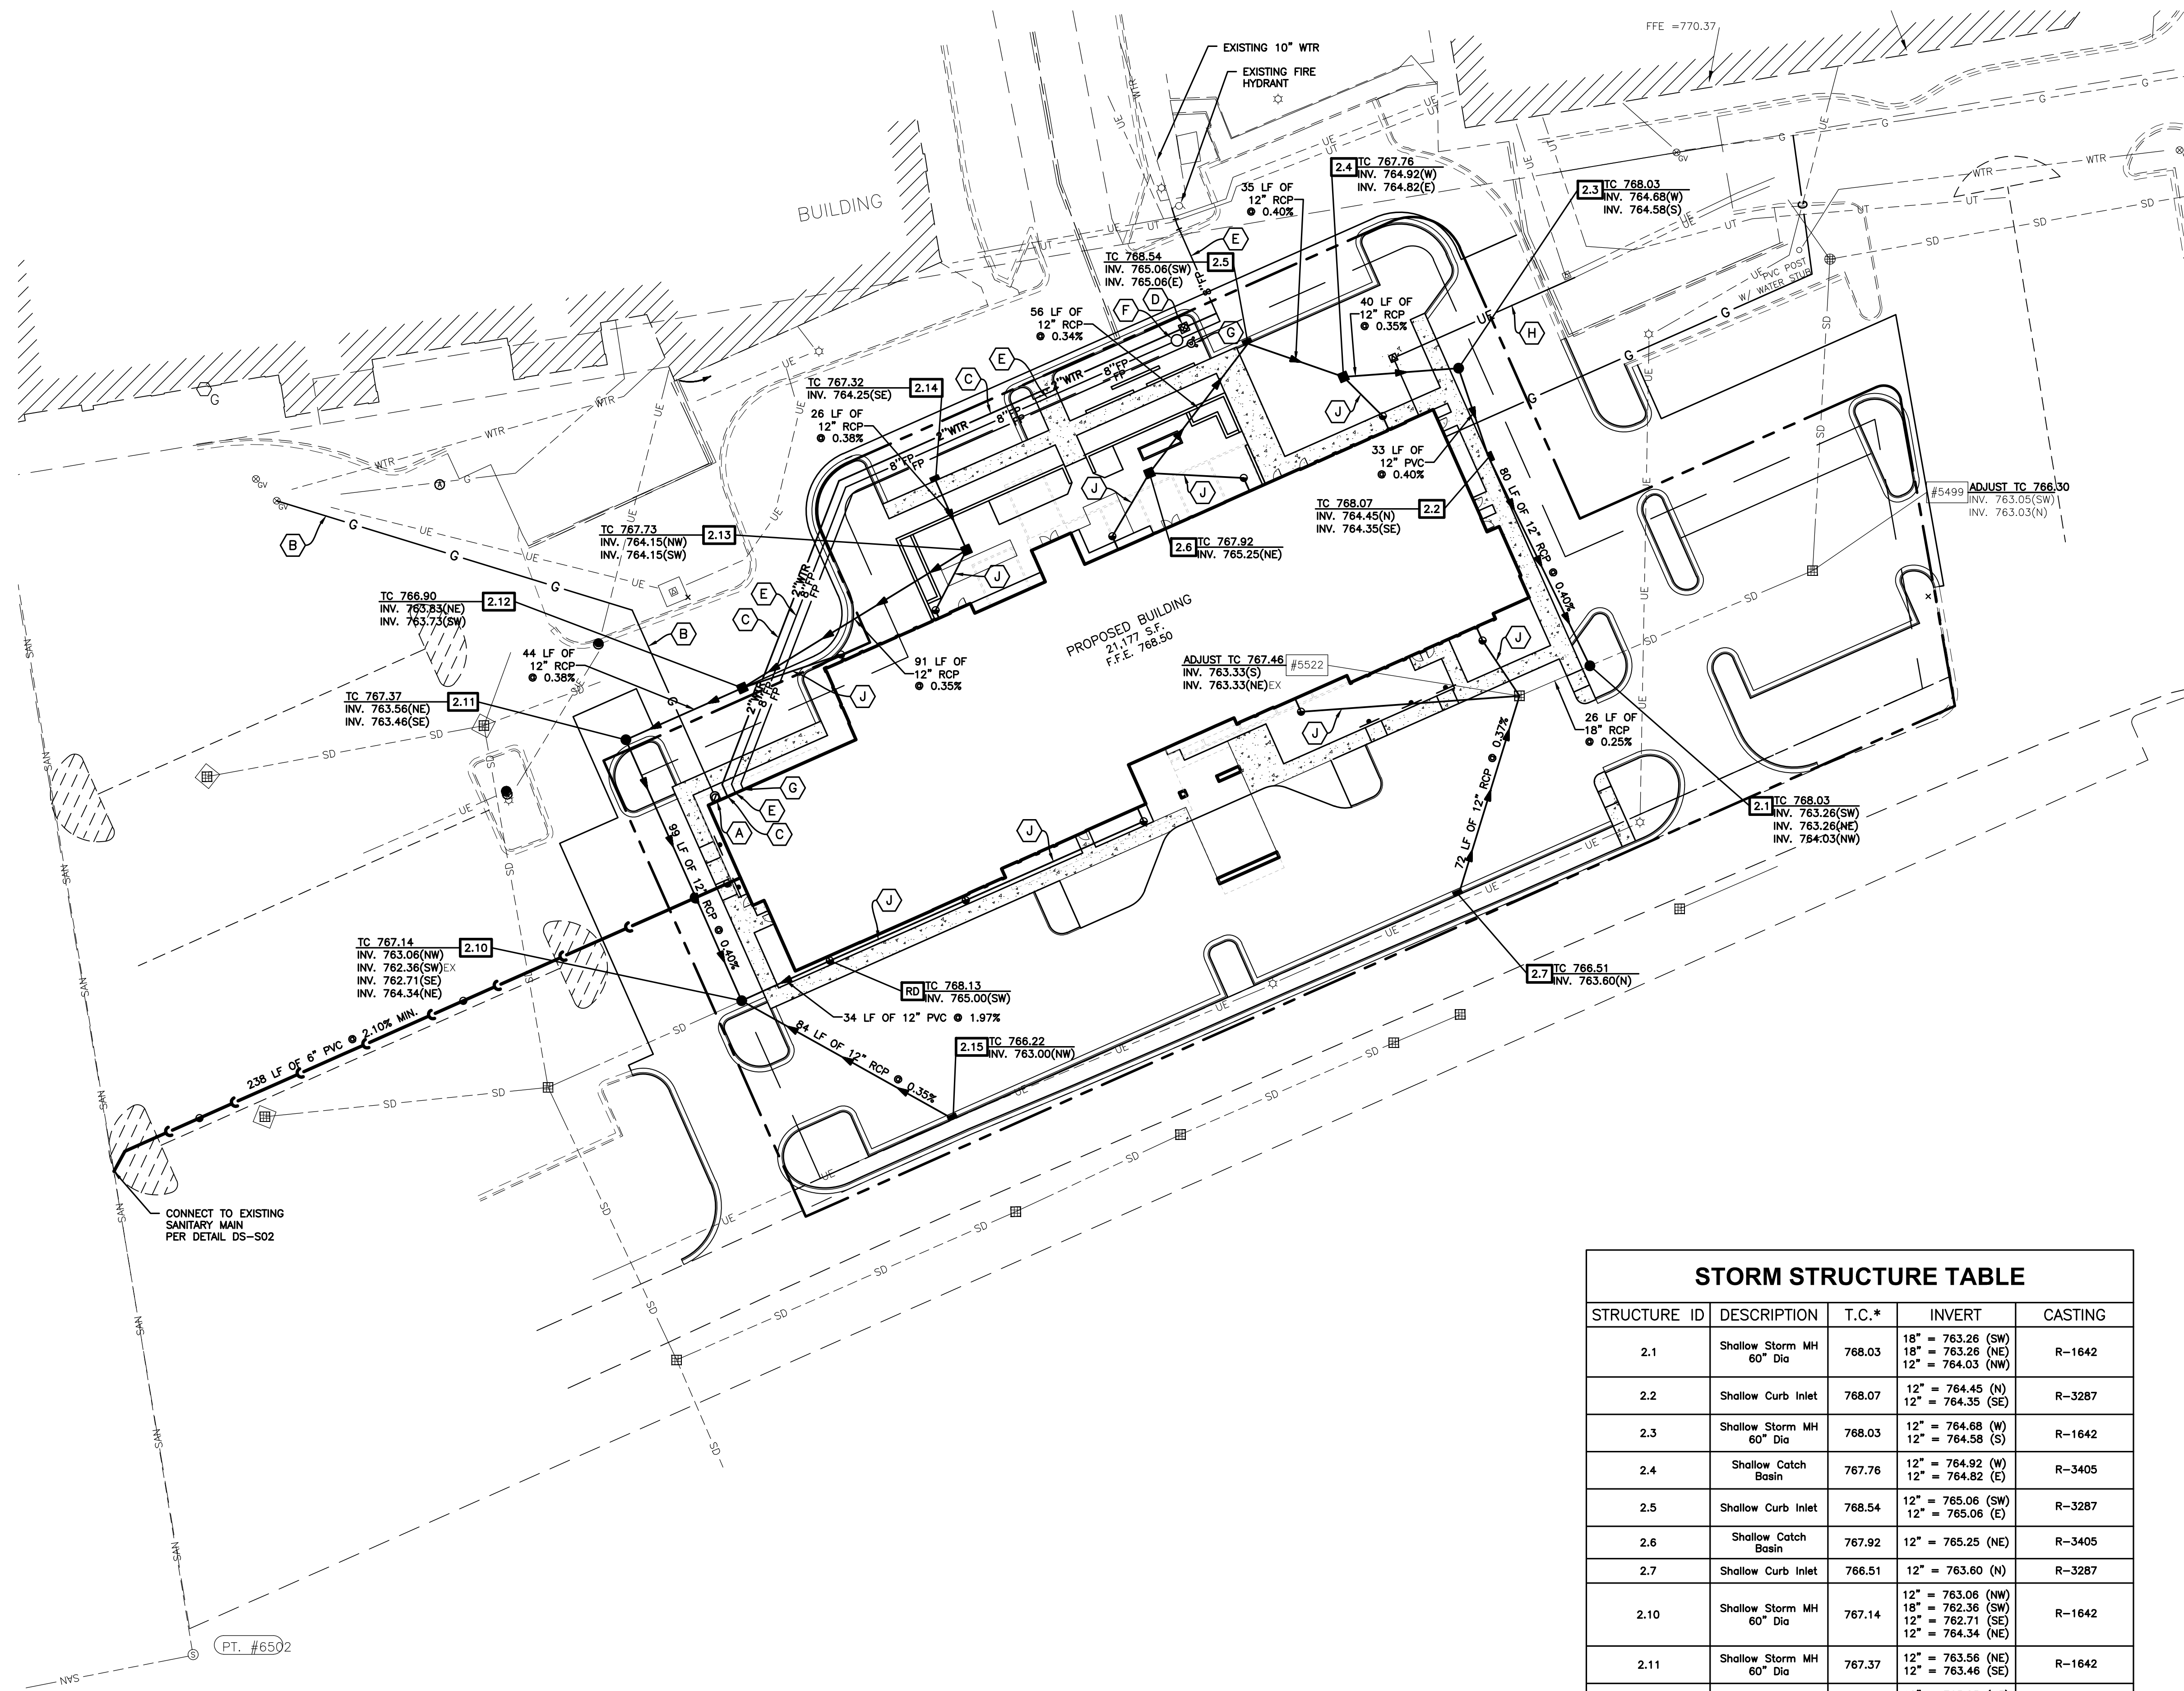 FFE =770.37
EXISTING 10" WTR
EXISTING FIRE
HYDRANT
BUILDING
2.4
TC 767.76
INV. 764.92(W)
INV. 764.82(E)
2.3
TC 768.03
INV. 764.68(W)
INV. 764.58(S)
35 LF OF
12" RCP
@ 0.40%
TC 768.54
INV. 765.06(SW)
INV. 765.06(E)
2.5
PVC POST
W/ WATER STUB
56 LF OF
12" RCP
@ 0.34%
40 LF OF
12" RCP
@ 0.35%
TC 767.32
INV. 764.25(SE)
2.14
26 LF OF
12" RCP
@ 0.38%
33 LF OF
12" PVC
@ 0.40%
80 LF OF 12" RCP @ 0.40%
#5499
ADJUST TC 766.30
INV. 763.05(SW)
INV. 763.03(N)
TC 768.07
INV. 764.45(N)
INV. 764.35(SE)
2.2
TC 767.73
INV. 764.15(NW)
INV. 764.15(SW)
2.13
2.6
TC 767.92
INV. 765.25(NE)
TC 766.90
INV. 763.83(NE)
INV. 763.73(SW)
2.12
PROPOSED BUILDING
21,177 S.F.
F.F.E. 768.50
44 LF OF
12" RCP
@ 0.38%
91 LF OF
12" RCP
@ 0.35%
ADJUST TC 767.46
INV. 763.33(S)
INV. 763.33(NE)EX
#5522
TC 767.37
INV. 763.56(NE)
INV. 763.46(SE)
2.11
26 LF OF
18" RCP
@ 0.25%
72 LF OF 12" RCP @ 0.37%
2.1
TC 768.03
INV. 763.26(SW)
INV. 763.26(NE)
INV. 764.03(NW)
99 LF OF 12" RCP @ 0.40%
TC 767.14
INV. 763.06(NW)
INV. 762.36(SW)EX
INV. 762.71(SE)
INV. 764.34(NE)
2.10
2.7
TC 766.51
INV. 763.60(N)
RD
TC 768.13
INV. 765.00(SW)
34 LF OF 12" PVC @ 1.97%
238 LF OF 6" PVC @ 2.10% MIN.
84 LF OF 12" RCP @ 0.35%
2.15
TC 766.22
INV. 763.00(NW)
CONNECT TO EXISTING
SANITARY MAIN
PER DETAIL DS-S02
PT. #6502
STORM STRUCTURE TABLE
STRUCTURE ID DESCRIPTION T.C.* INVERT CASTING
2.1 Shallow Storm MH 60" Dia 768.03 18" = 763.26 (SW) R-1642
18" = 763.26 (NE)
12" = 764.03 (NW)
2.2 Shallow Curb Inlet 768.07 12" = 764.45 (N) R-3287
12" = 764.35 (SE)
2.3 Shallow Storm MH 60" Dia 768.03 12" = 764.68 (W) R-1642
12" = 764.58 (S)
2.4 Shallow Catch Basin 767.76 12" = 764.92 (W) R-3405
12" = 764.82 (E)
2.5 Shallow Curb Inlet 768.54 12" = 765.06 (SW) R-3287
12" = 765.06 (E)
2.6 Shallow Catch Basin 767.92 12" = 765.25 (NE) R-3405
2.7 Shallow Curb Inlet 766.51 12" = 763.60 (N) R-3287
2.10 Shallow Storm MH 60" Dia 767.14 12" = 763.06 (NW) R-1642
18" = 762.36 (SW)
12" = 762.71 (SE)
12" = 764.34 (NE)
2.11 Shallow Storm MH 60" Dia 767.37 12" = 763.56 (NE) R-1642
12" = 763.46 (SE)